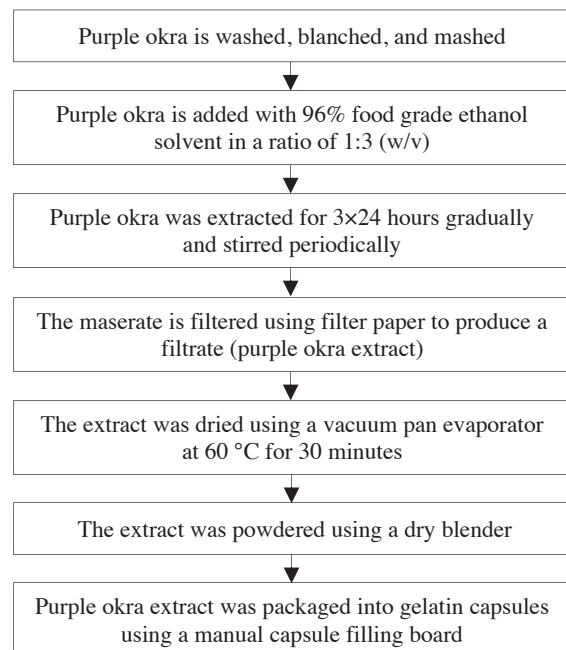 Purple okra is washed, blanched, and mashed
Purple okra is added with 96% food grade ethanol
solvent in a ratio of 1:3 (w/v)
Purple okra was extracted for 3×24 hours gradually
and stirred periodically
The maserate is filtered using filter paper to produce a
filtrate (purple okra extract)
The extract was dried using a vacuum pan evaporator
at 60 °C for 30 minutes
The extract was powdered using a dry blender
Purple okra extract was packaged into gelatin capsules
using a manual capsule filling board